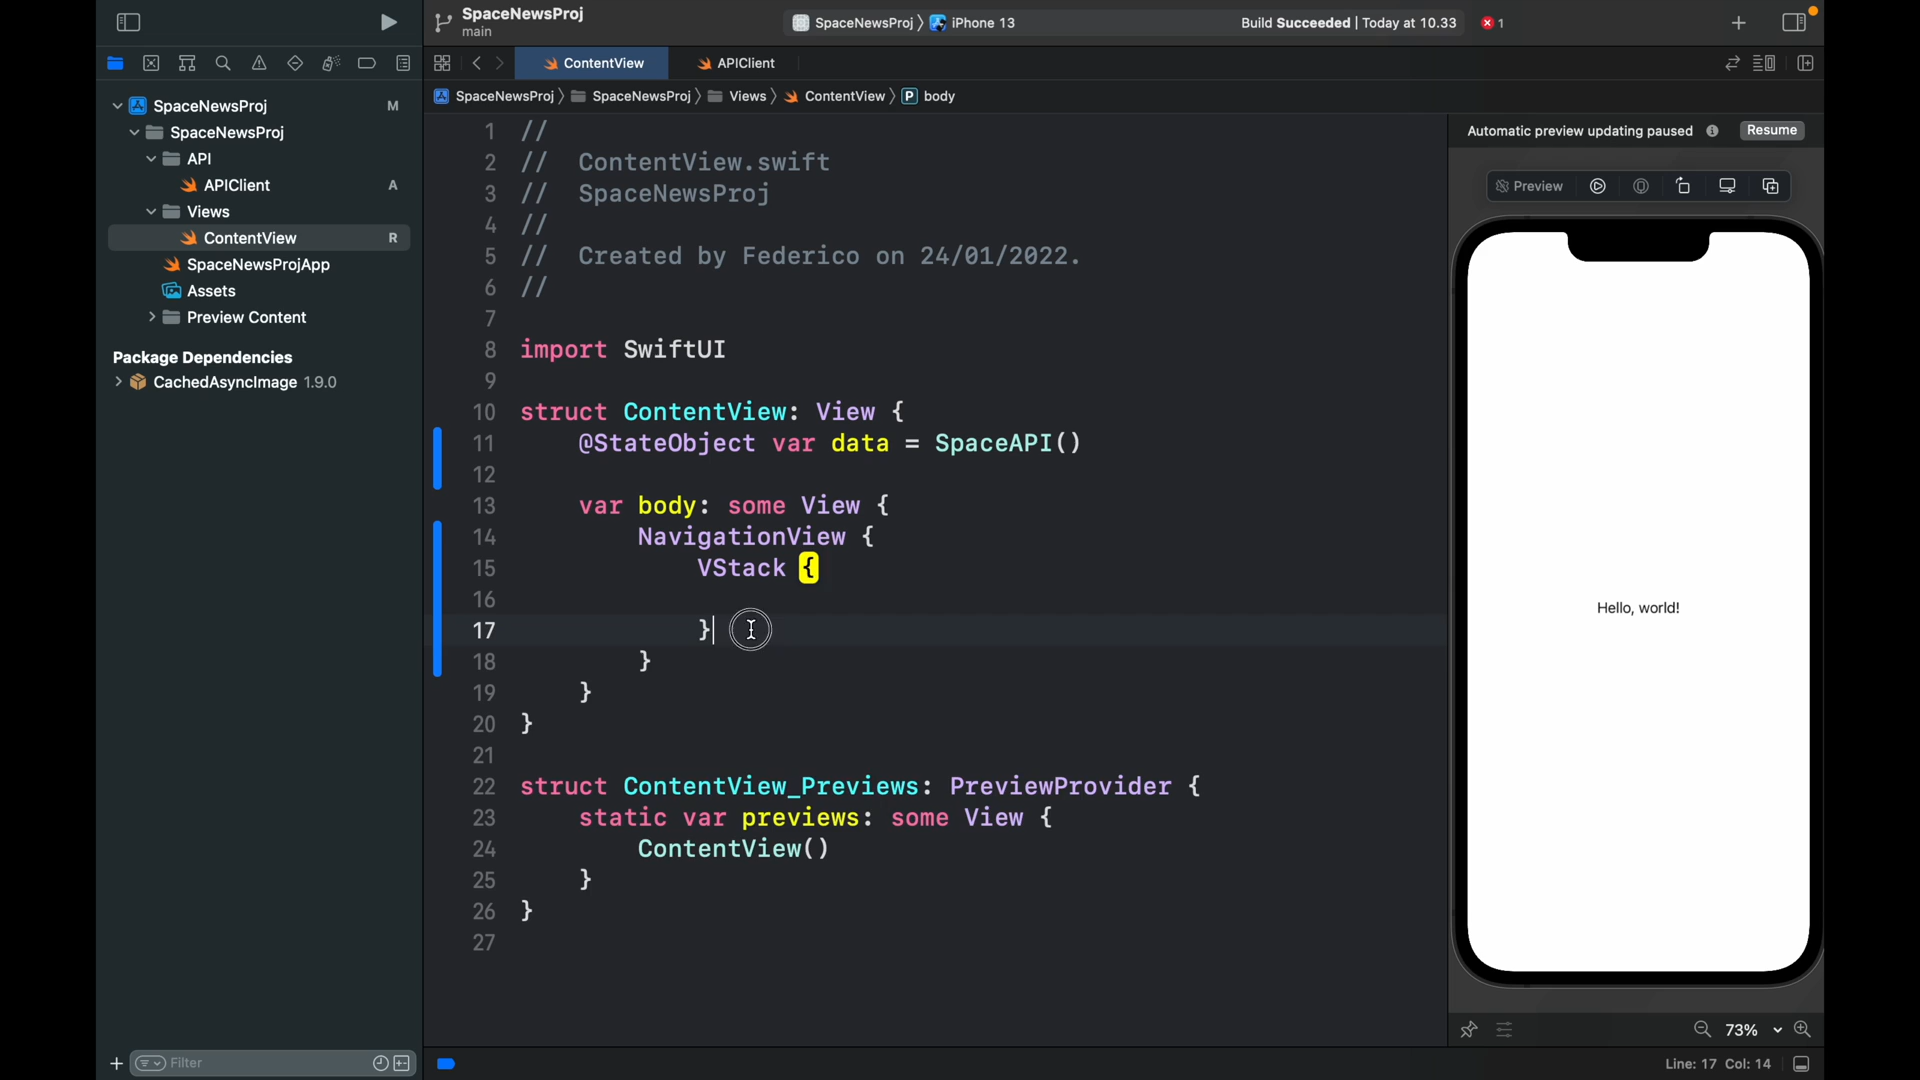 SpaceNewsProj
main
SpaceNewsProj
iPhone 13
Build Succeeded | Today at 10.33
1
ContentView
APIClient
SpaceNewsProj
SpaceNewsProj
Views
ContentView
P
body
SpaceNewsProj
M
SpaceNewsProj
API
APIClient
A
Views
ContentView
R
SpaceNewsProjApp
Assets
Preview Content
Package Dependencies
CachedAsyncImage 1.9.0
Filter
1 //
2 //  ContentView.swift
3 //  SpaceNewsProj
4 //
5 //  Created by Federico on 24/01/2022.
6 //
7
8 import SwiftUI
9
10 struct ContentView: View {
11     @StateObject var data = SpaceAPI()
12
13     var body: some View {
14         NavigationView {
15             VStack {
16
17             }
18         }
19     }
20 }
21
22 struct ContentView_Previews: PreviewProvider {
23     static var previews: some View {
24         ContentView()
25     }
26 }
27
Automatic preview updating paused
Resume
Preview
Hello, world!
73%
Line: 17 Col: 14